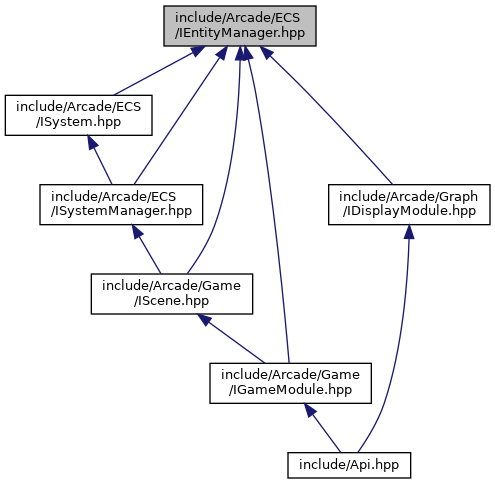 include/Arcade/ECS
/IEntityManager.hpp
include/Arcade/ECS
/ISystem.hpp
include/Arcade/ECS
/ISystemManager.hpp
include/Arcade/Graph
/IDisplayModule.hpp
include/Arcade/Game
/IScene.hpp
include/Arcade/Game
/IGameModule.hpp
include/Api.hpp